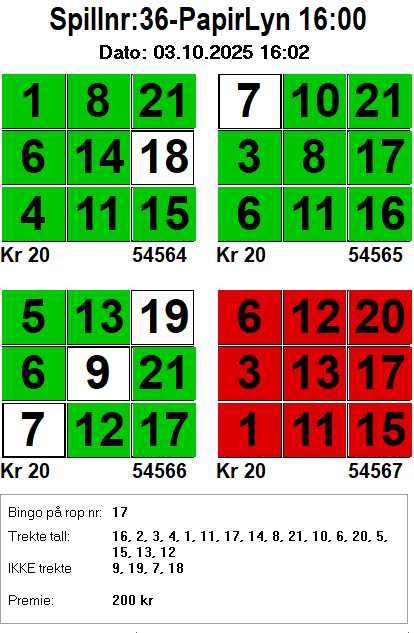 Spillnr:36-PapirLyn 16:00
Dato: 03.10.2025 16:02
1 8 21
6 14 18
4 11 15
Kr 20 54564
7 10 21
3 8 17
6 11 16
Kr 20 54565
5 13 19
6 9 21
7 12 17
Kr 20 54566
6 12 20
3 13 17
1 11 15
Kr 20 54567
Bingo på rop nr: 17
Trekte tall: 16, 2, 3, 4, 1, 11, 17, 14, 8, 21, 10, 6, 20, 5,
15, 13, 12
IKKE trekte 9, 19, 7, 18
Premie: 200 kr